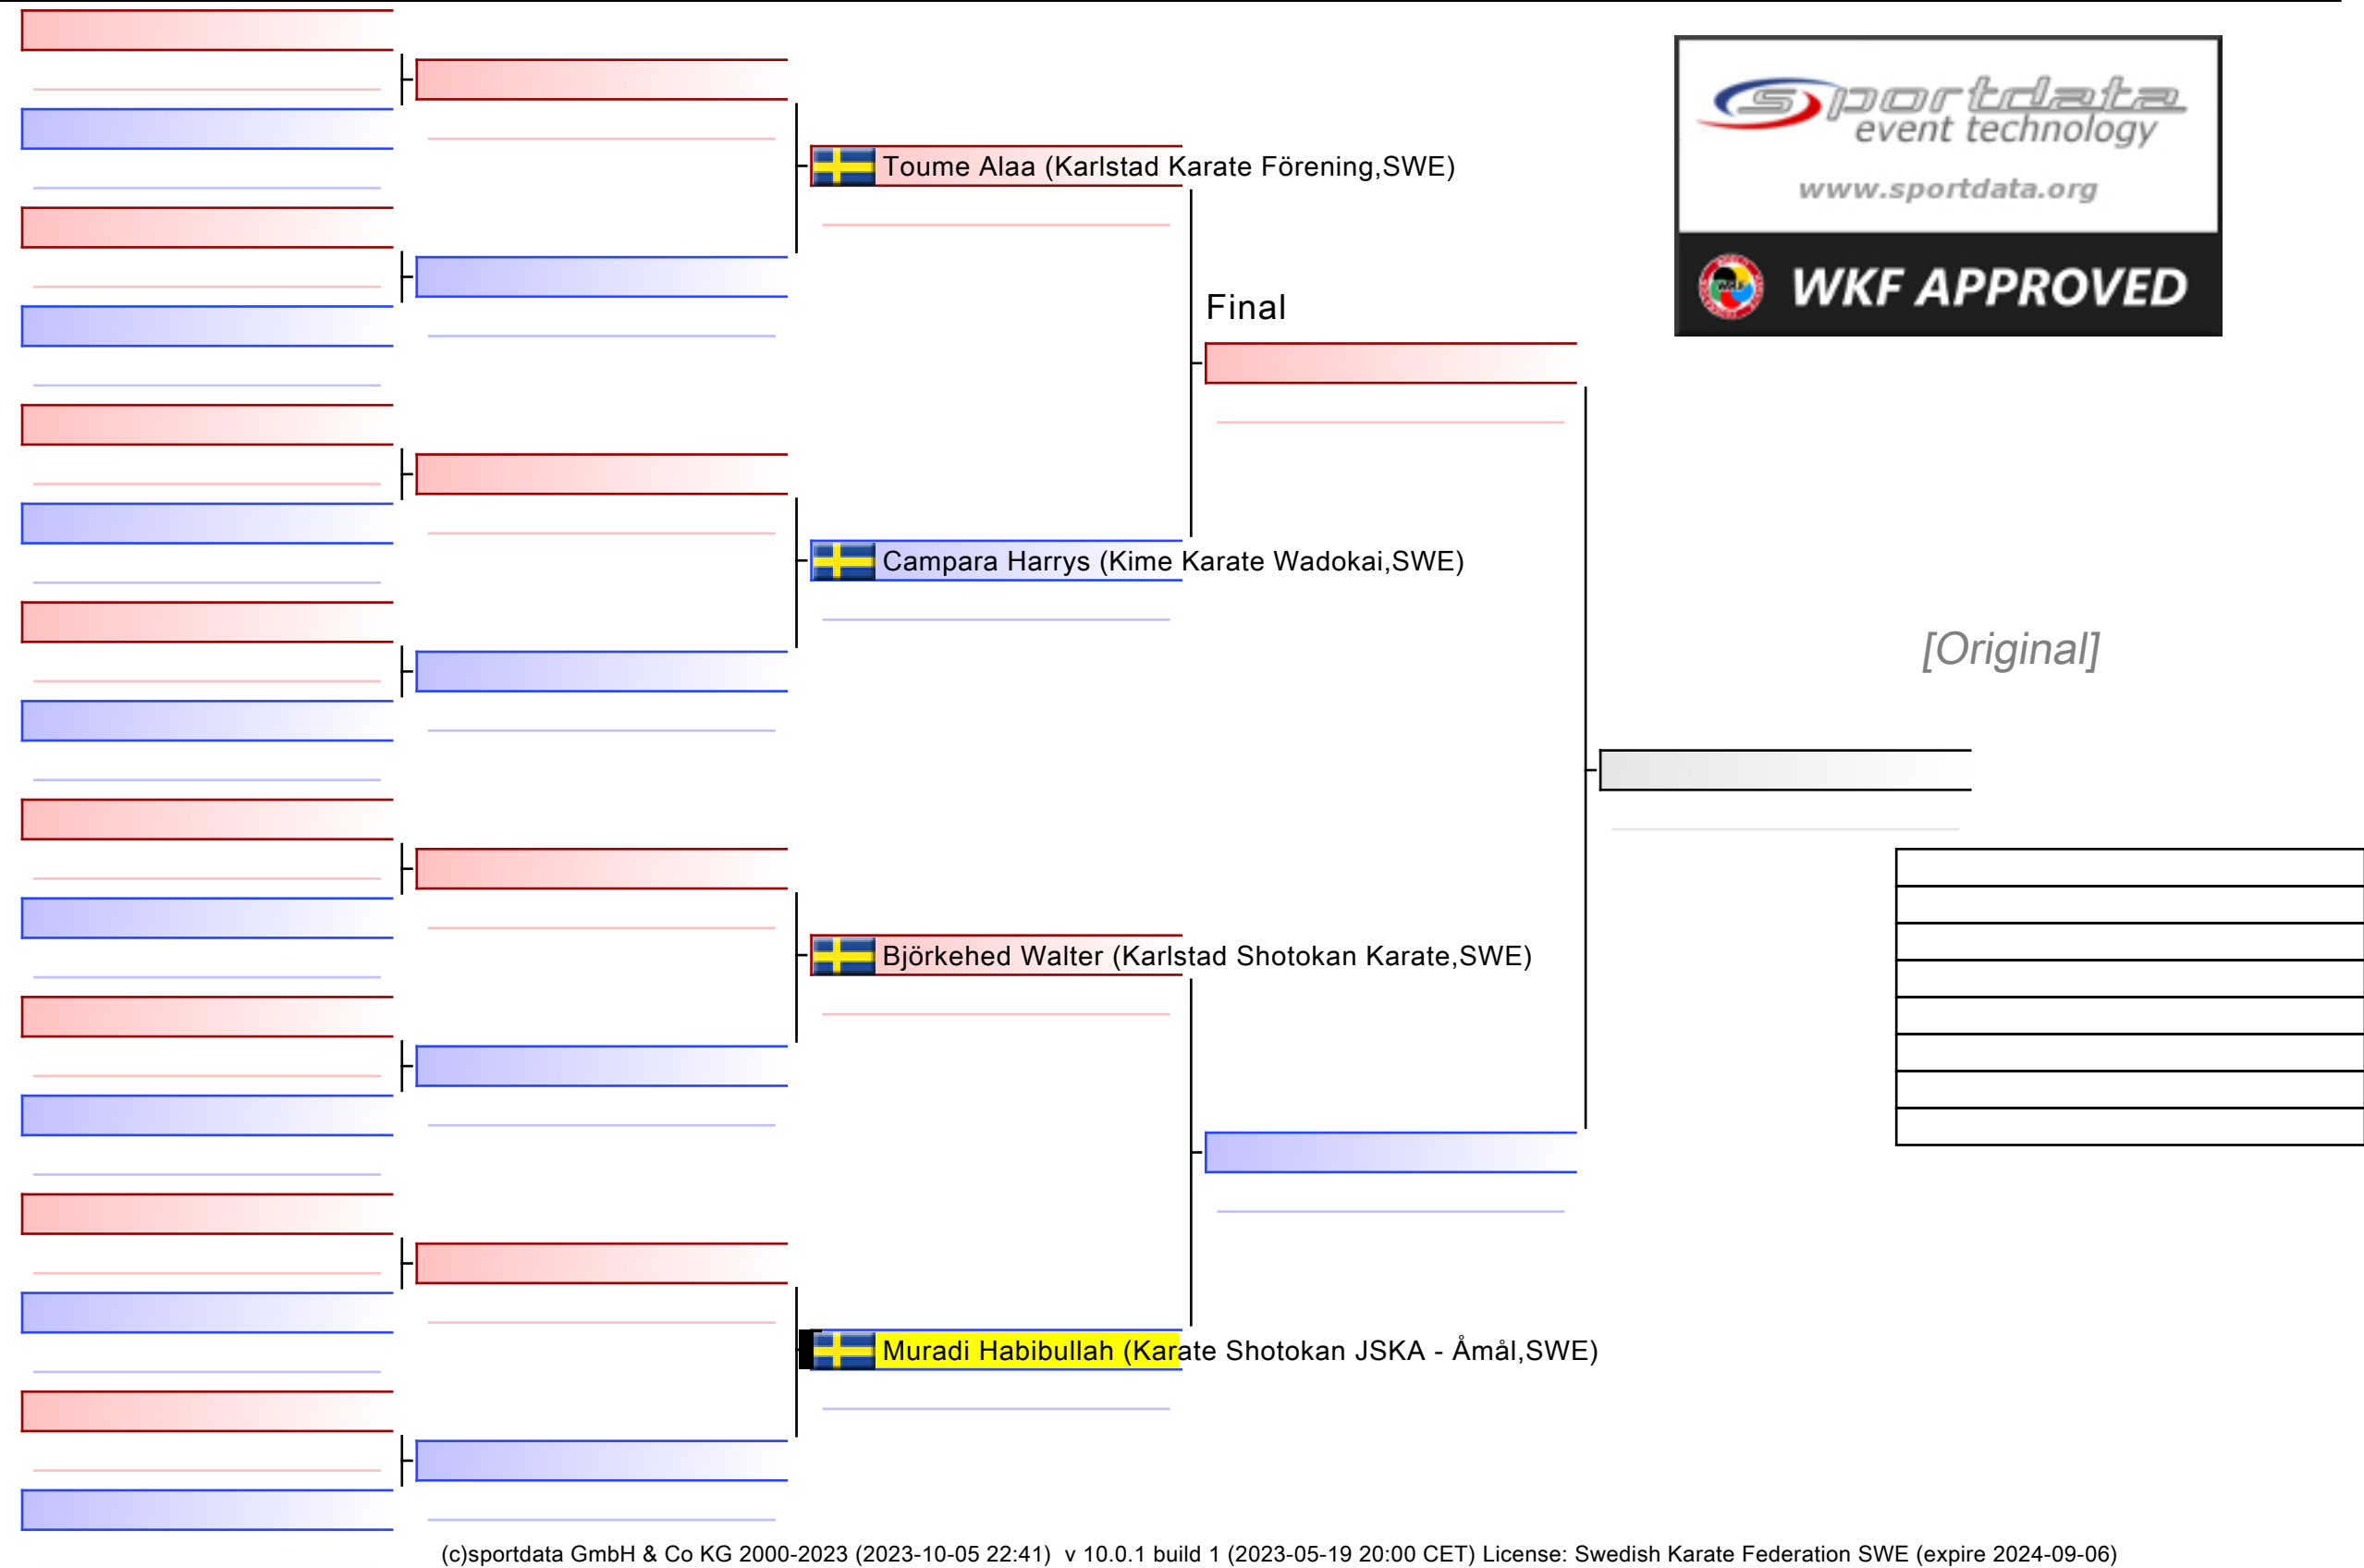 sportdata
event technology
www.sportdata.org
WKF APPROVED
Toume Alaa (Karlstad Karate Förening,SWE)
Final
Campara Harrys (Kime Karate Wadokai,SWE)
[Original]
Björkehed Walter (Karlstad Shotokan Karate,SWE)
Muradi Habibullah (Karate Shotokan JSKA - Åmål,SWE)
(c)sportdata GmbH & Co KG 2000-2023 (2023-10-05 22:41) v 10.0.1 build 1 (2023-05-19 20:00 CET) License: Swedish Karate Federation SWE (expire 2024-09-06)